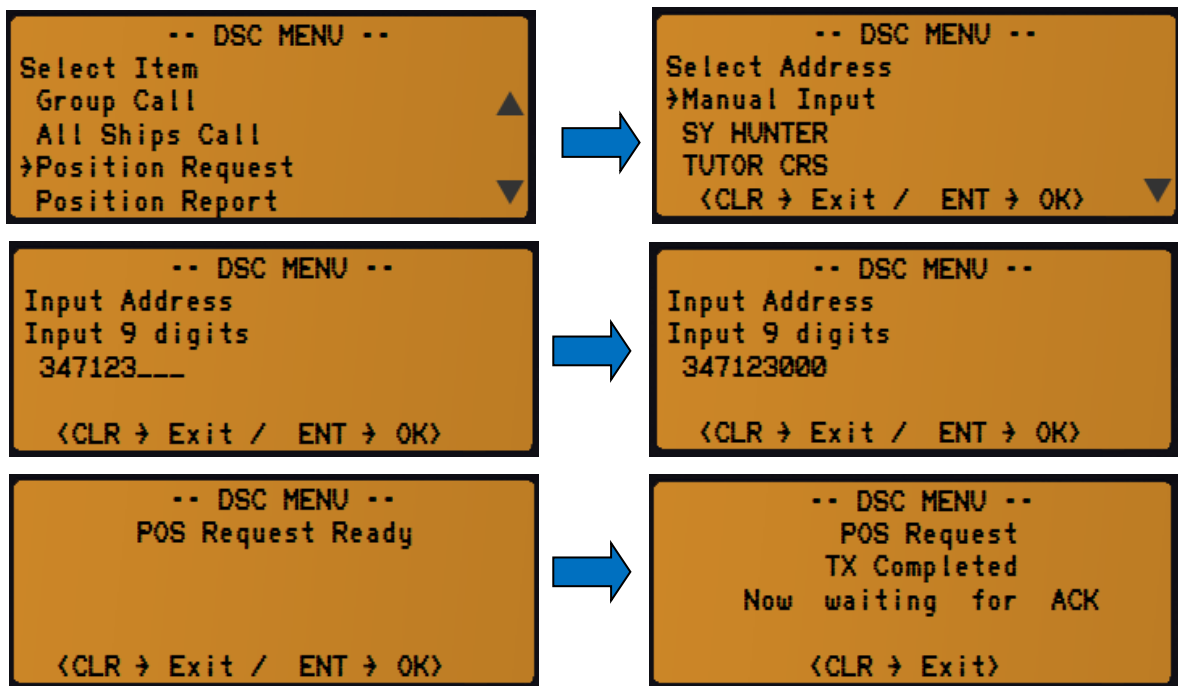 -- DSC MENU --
Select Item
Group Call
All Ships Call
→Position Request
Position Report
-- DSC MENU --
Select Address
→Manual Input
SY HUNTER
TUTOR CRS
<CLR → Exit / ENT → OK>
-- DSC MENU --
Input Address
Input 9 digits
347123___
<CLR → Exit / ENT → OK>
-- DSC MENU --
Input Address
Input 9 digits
347123000
<CLR → Exit / ENT → OK>
-- DSC MENU --
POS Request Ready
<CLR → Exit / ENT → OK>
-- DSC MENU --
POS Request
TX Completed
Now waiting for ACK
<CLR → Exit>